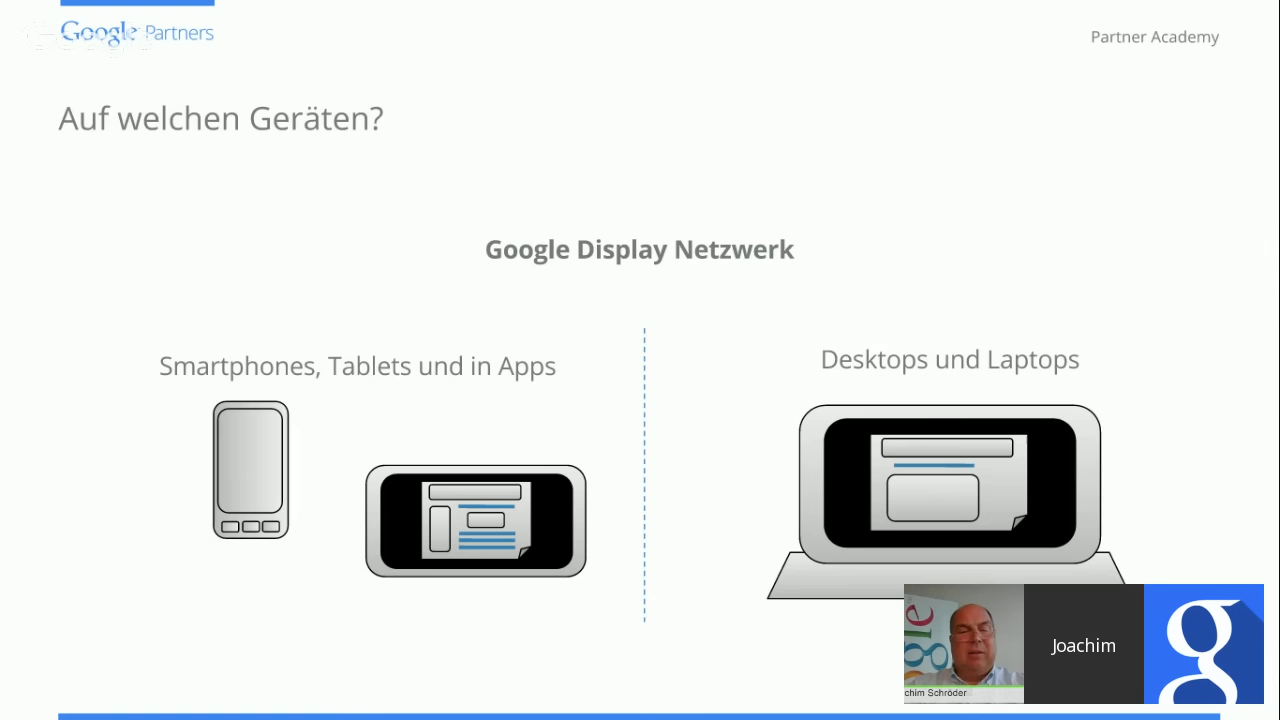 Google Partners
Partner Academy
Auf welchen Geräten?
Google Display Netzwerk
Smartphones, Tablets und in Apps
Desktops und Laptops
chim Schröder
Joachim
g